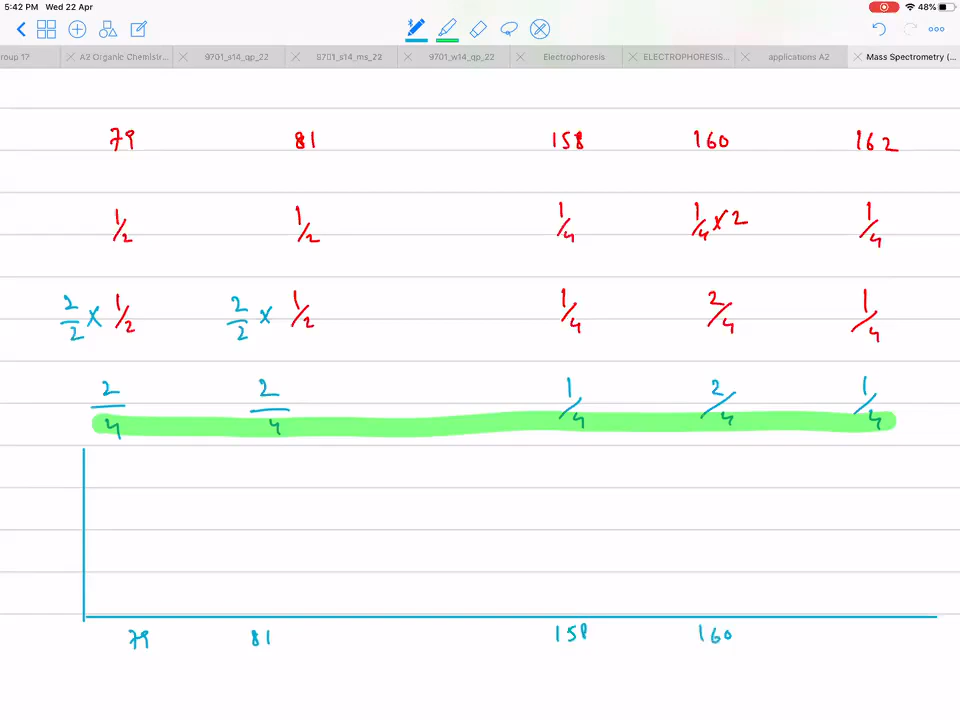 5:42 PM Wed 22 Apr 48%
roup 17 A2 Organic Chemistr... 9701_s14_qp_22 9701_s14_ms_22 9701_w14_qp_22 Electrophoresis ELECTROPHORESIS... applications A2 Mass Spectrometry (...
79 81 158 160 162
1/2 1/2 1/4 1/4 x 2 1/4
2/2 x 1/2 2/2 x 1/2 1/4 2/4 1/4
2/4 2/4 1/4 2/4 1/4
79 81 158 160